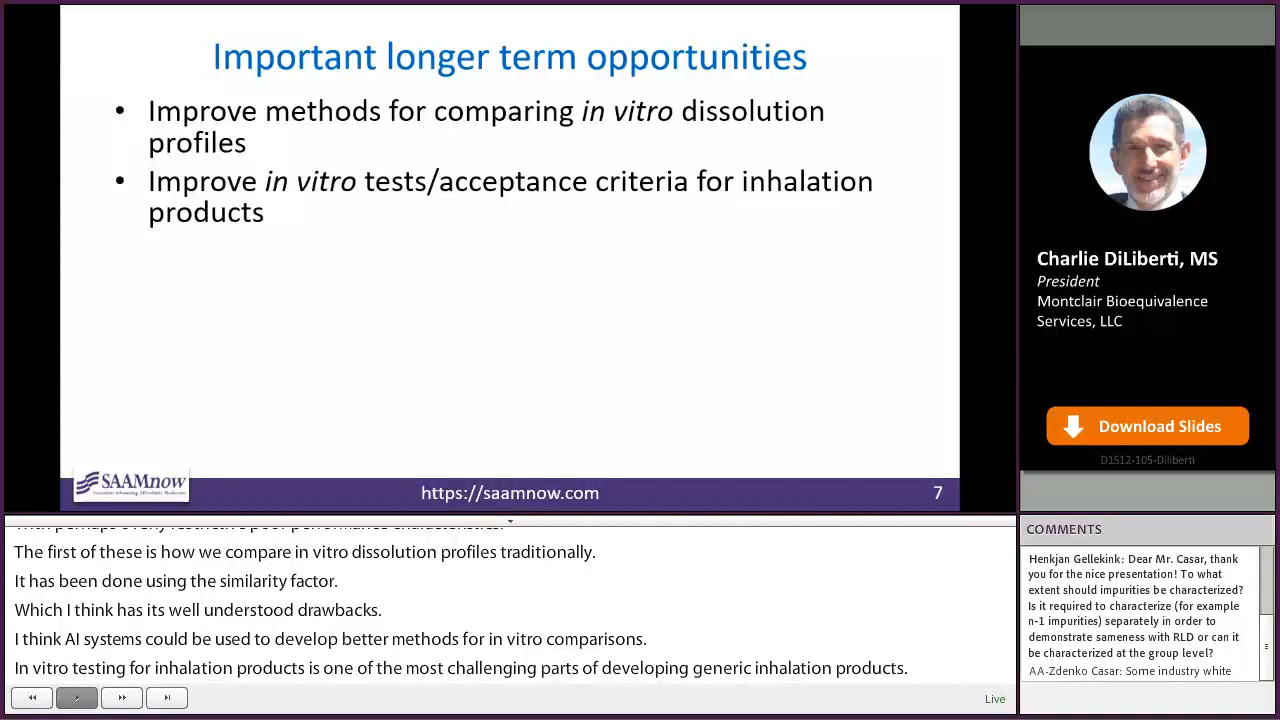 Important longer term opportunities
• Improve methods for comparing in vitro dissolution
profiles
• Improve in vitro tests/acceptance criteria for inhalation
products
SAAMnow
https://saamnow.com
7
Charlie DiLiberti, MS
President
Montclair Bioequivalence
Services, LLC
Download Slides
D1S12-105-Diliberti
The first of these is how we compare in vitro dissolution profiles traditionally.
It has been done using the similarity factor.
Which I think has its well understood drawbacks.
I think AI systems could be used to develop better methods for in vitro comparisons.
In vitro testing for inhalation products is one of the most challenging parts of developing generic inhalation products.
Live
COMMENTS
Henkjan Gellekink: Dear Mr. Casar, thank
you for the nice presentation! To what
extent should impurities be characterized?
Is it required to characterize (for example
n-1 impurities) separately in order to
demonstrate sameness with RLD or can it
be characterized at the group level?
AA-Zdenko Casar: Some industry white